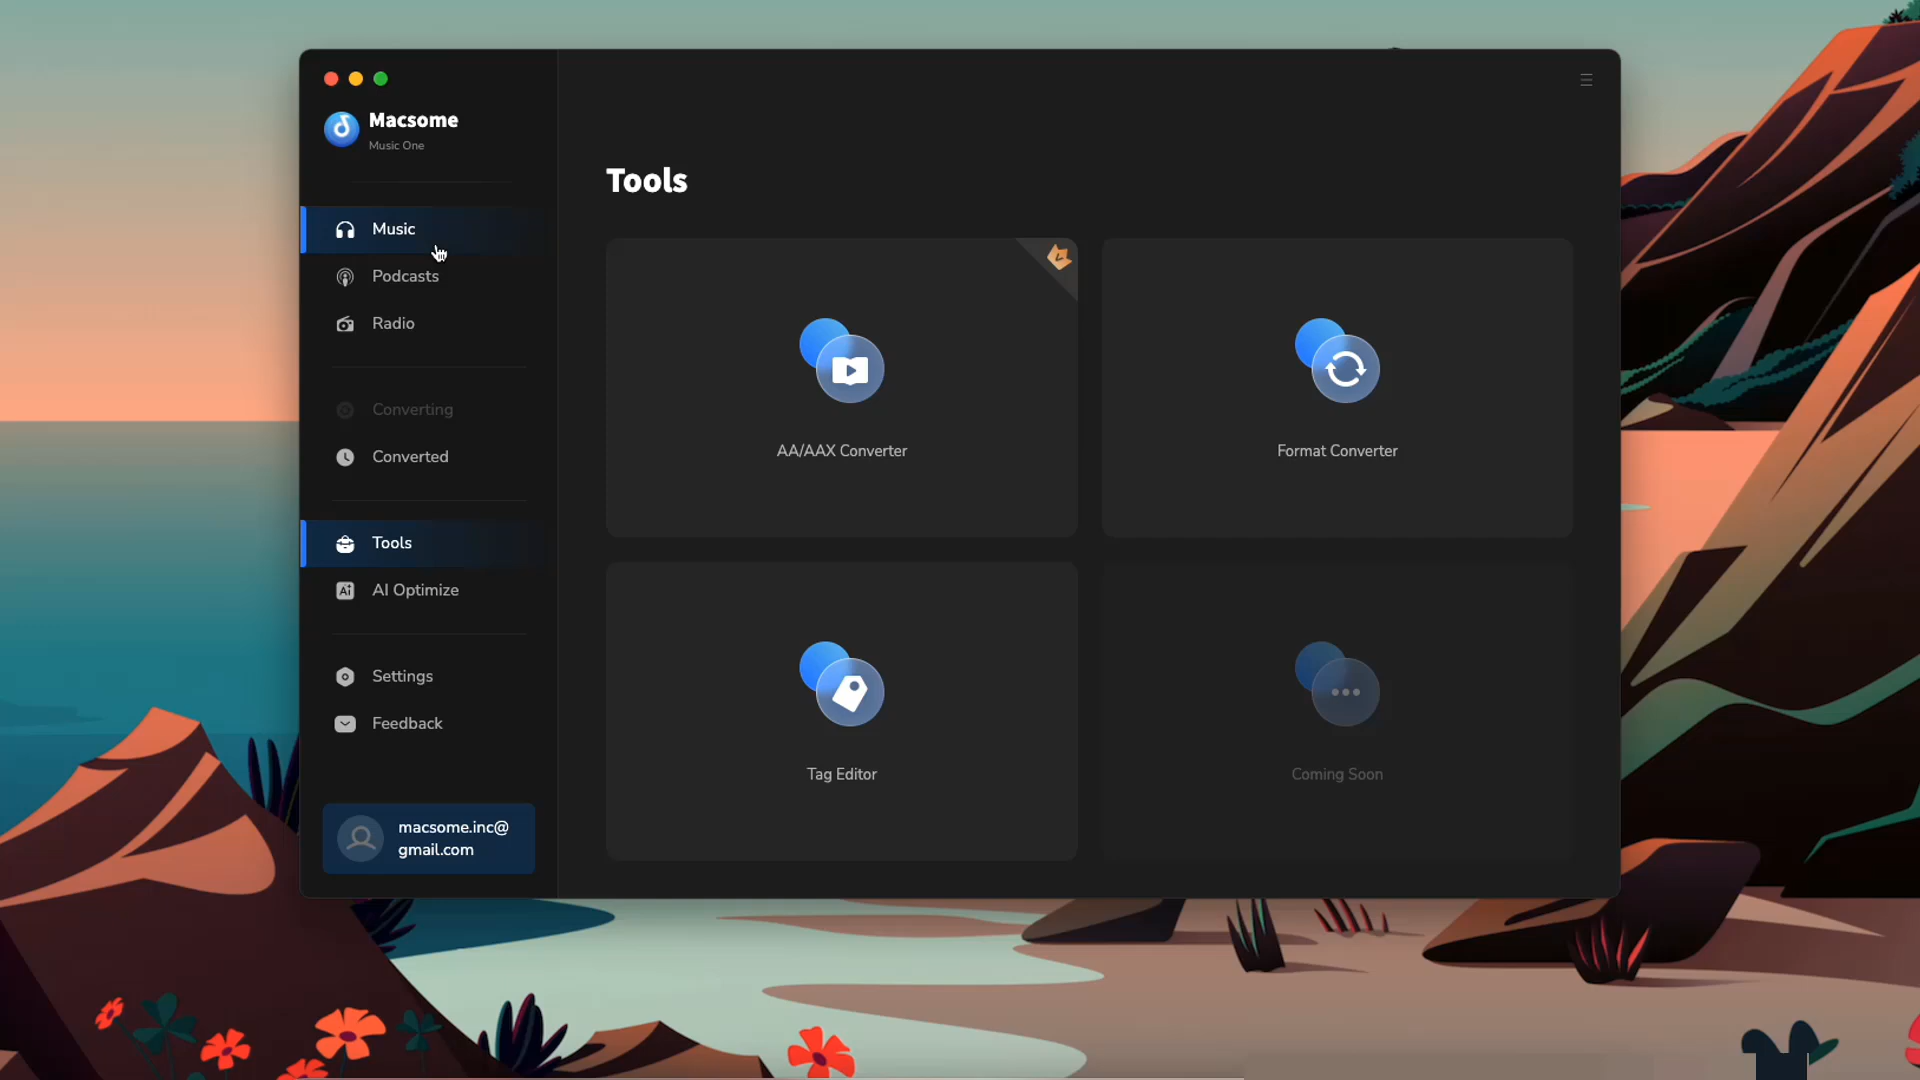 Macsome
Music One
Music
Podcasts
Radio
Converting
Converted
Tools
AI Optimize
Settings
Feedback
macsome.inc@
gmail.com
Tools
AA/AAX Converter
Format Converter
Tag Editor
Coming Soon